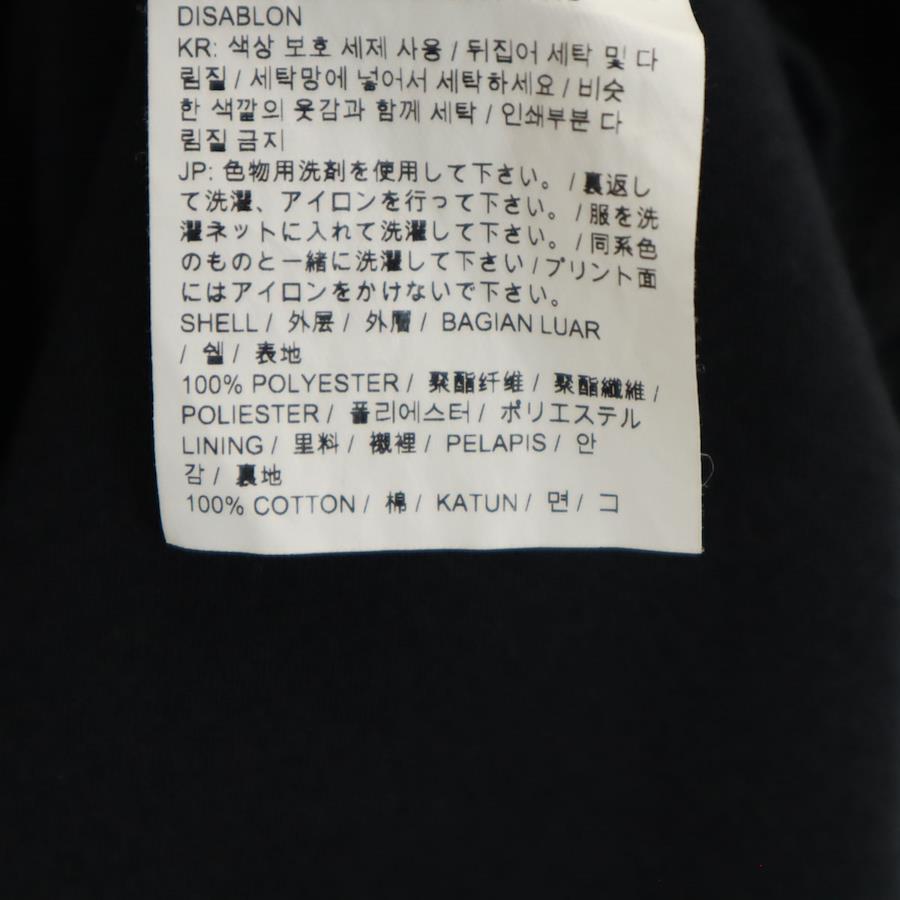 DISABLON
KR: 색상 보호 세제 사용 / 뒤집어 세탁 및 다
림질 / 세탁망에 넣어서 세탁하세요 / 비슷
한 색깔의 옷감과 함께 세탁 / 인쇄부분 다
림질 금지
JP: 色物用洗剤を使用して下さい。 / 裏返し
て洗濯、アイロンを行って下さい。 / 服を洗
濯ネットに入れて洗濯して下さい。 / 同系色
のものと一緒に洗濯して下さい / プリント面
にはアイロンをかけないで下さい。
SHELL / 外层 / 外層 / BAGIAN LUAR
/ 쉘 / 表地
100% POLYESTER / 聚酯纤维 / 聚酯纖維 /
POLIESTER / 폴리에스터 / ポリエステル
LINING / 里料 / 襯裡 / PELAPIS / 안
감 / 裏地
100% COTTON / 棉 / KATUN / 면 / コ